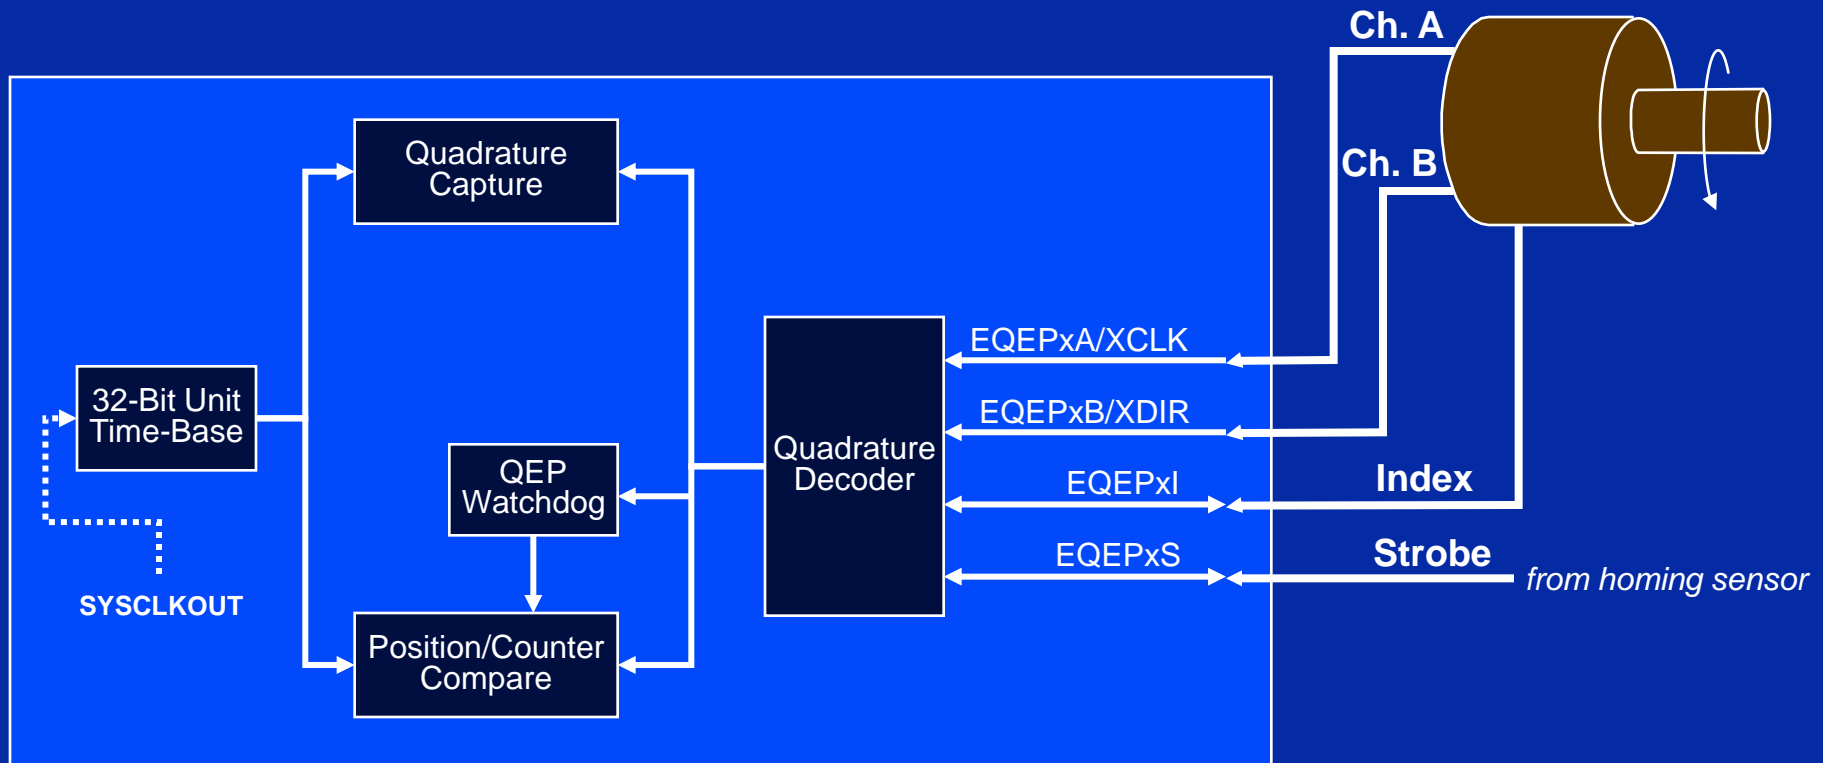 Ch. A
Ch. B
Quadrature
Capture
32-Bit Unit
Time-Base
SYSCLKOUT
QEP
Watchdog
Position/Counter
Compare
Quadrature
Decoder
EQEPxA/XCLK
EQEPxB/XDIR
EQEPxI
EQEPxS
Index
Strobe
from homing sensor